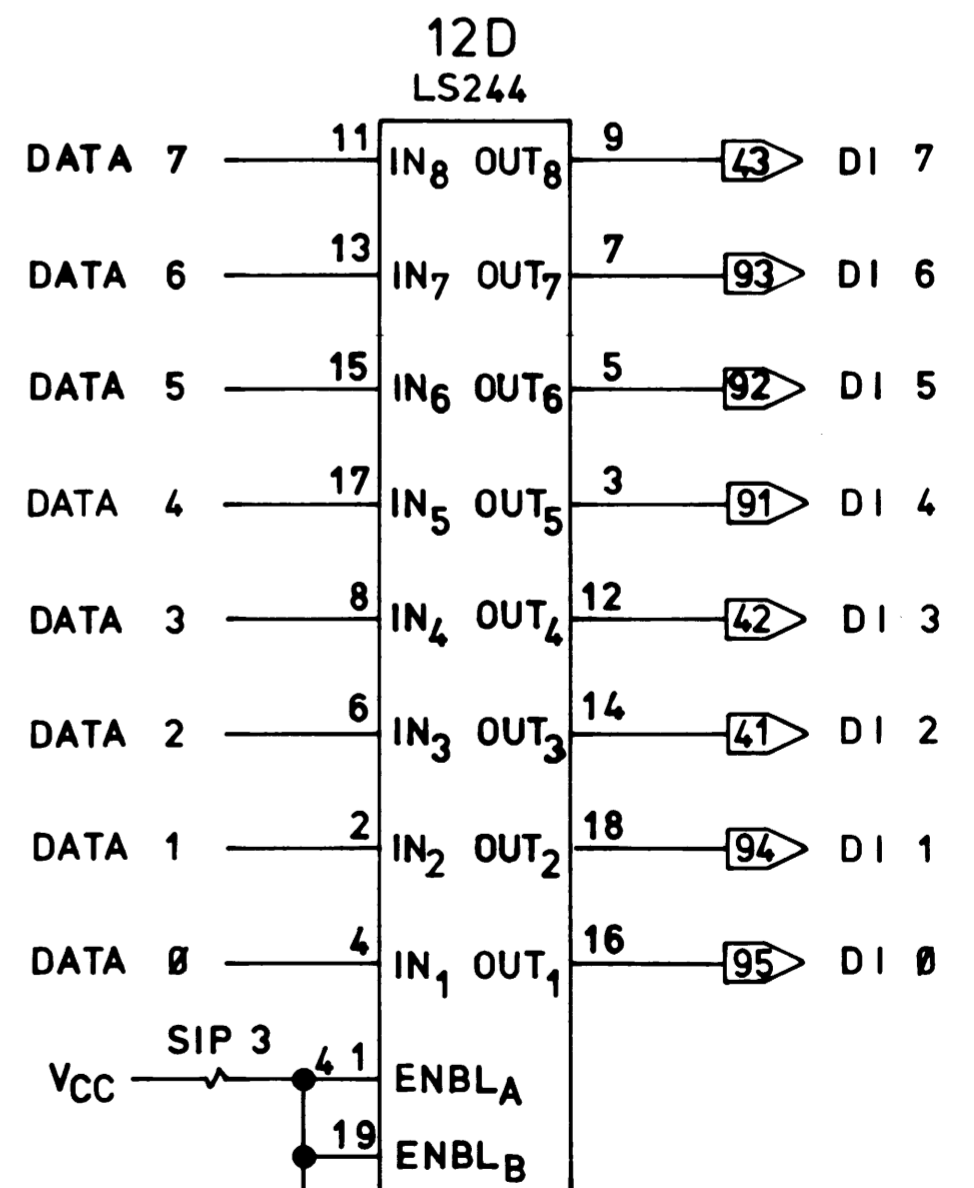 12D
LS244
DATA 7 11 IN8 OUT8 9 43 DI 7
DATA 6 13 IN7 OUT7 7 93 DI 6
DATA 5 15 IN6 OUT6 5 92 DI 5
DATA 4 17 IN5 OUT5 3 91 DI 4
DATA 3 8 IN4 OUT4 12 42 DI 3
DATA 2 6 IN3 OUT3 14 41 DI 2
DATA 1 2 IN2 OUT2 18 94 DI 1
DATA Ø 4 IN1 OUT1 16 95 DI Ø
SIP 3
VCC 4 1 ENBLA
19 ENBLB